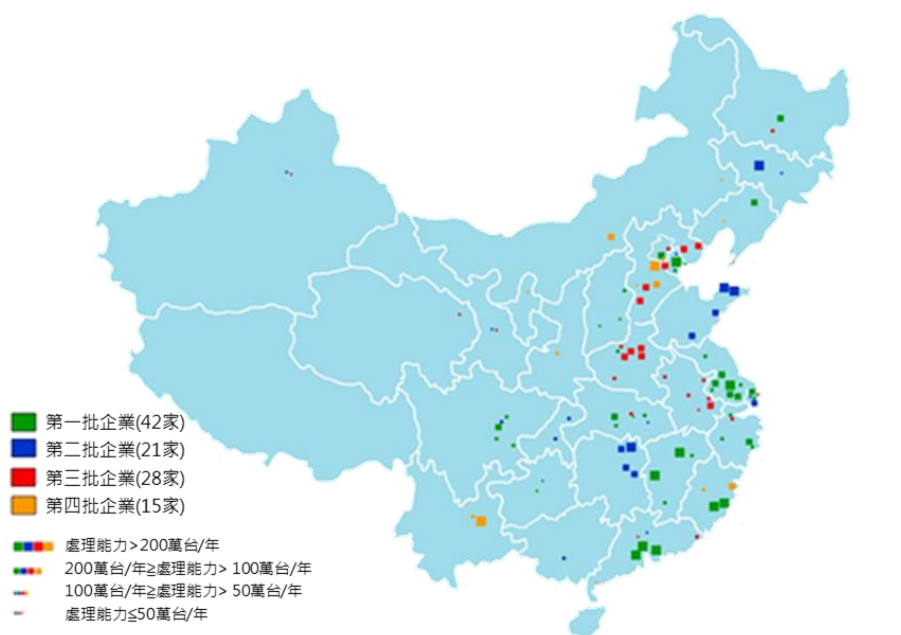 第一批企業(42家)
第二批企業(21家)
第三批企業(28家)
第四批企業(15家)
處理能力>200萬台/年
200萬台/年≧處理能力> 100萬台/年
100萬台/年≧處理能力> 50萬台/年
處理能力≦50萬台/年